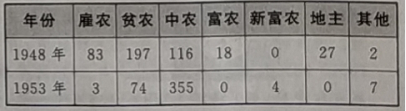 年份 雇农 贫农 中农 富农 新富农 地主 其他
1948年 83 197 116 18 0 27 2
1953年 3 74 355 0 4 0 7